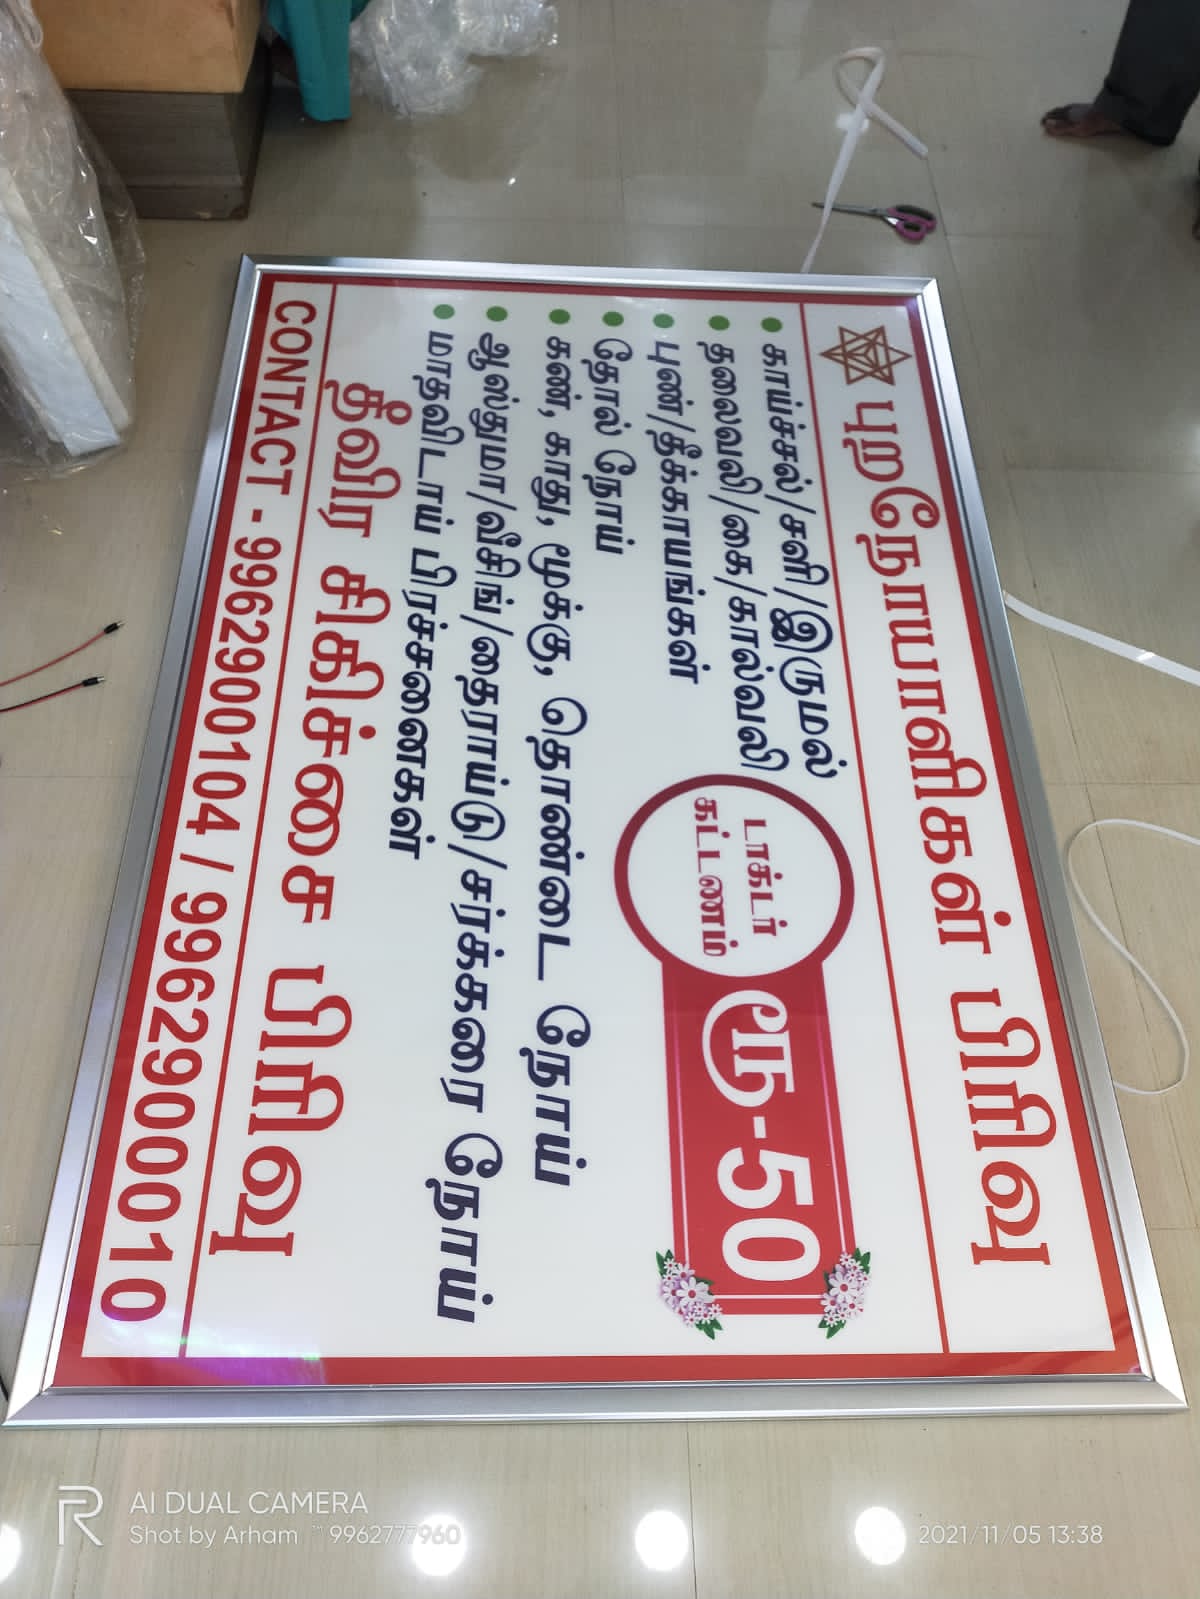 புறநோயாளிகள் பிரிவு
காய்ச்சல்/சளி/இருமல்
தலைவலி/கை/கால்வலி
புண்/தீக்காயங்கள்
தோல் நோய்
கண், காது, மூக்கு, தொண்டை நோய்
ஆஸ்துமா/வீசிங்/தைராய்டு/சர்க்கரை நோய்
மாதவிடாய் பிரச்சனைகள்
டாக்டர்
கட்டணம்
ரூ-50
தீவிர சிகிச்சை பிரிவு
CONTACT - 9962900104 / 9962900010
R
AI DUAL CAMERA
Shot by Arham ™ 9962777960
2021/11/05 13:38